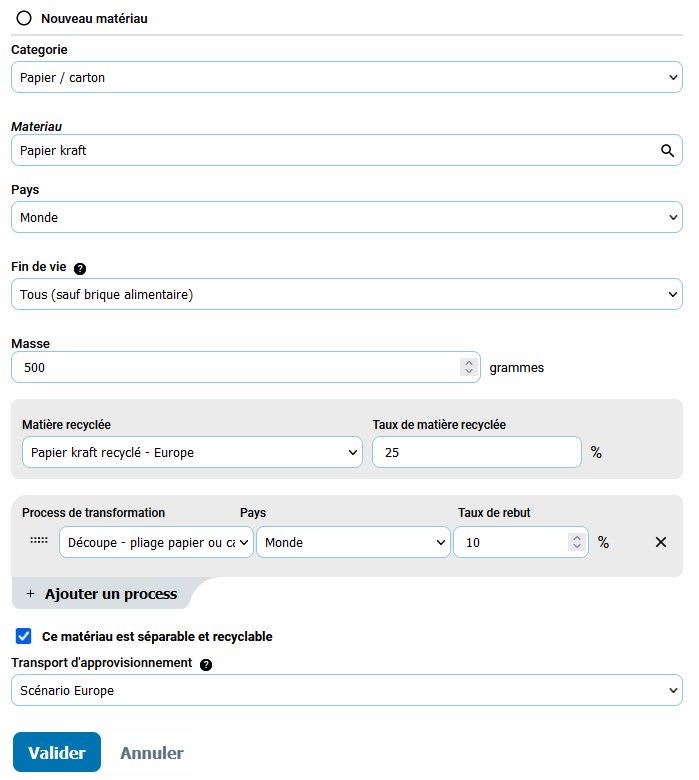 Nouveau matériau
Categorie
Papier / carton
Materiau
Papier kraft
Pays
Monde
Fin de vie ?
Tous (sauf brique alimentaire)
Masse
500 grammes
Matière recyclée Taux de matière recyclée
Papier kraft recyclé - Europe 25 %
Process de transformation Pays Taux de rebut
Découpe - pliage papier ou ca Monde 10 %
+ Ajouter un process
Ce matériau est séparable et recyclable
Transport d'approvisionnement ?
Scénario Europe
Valider Annuler